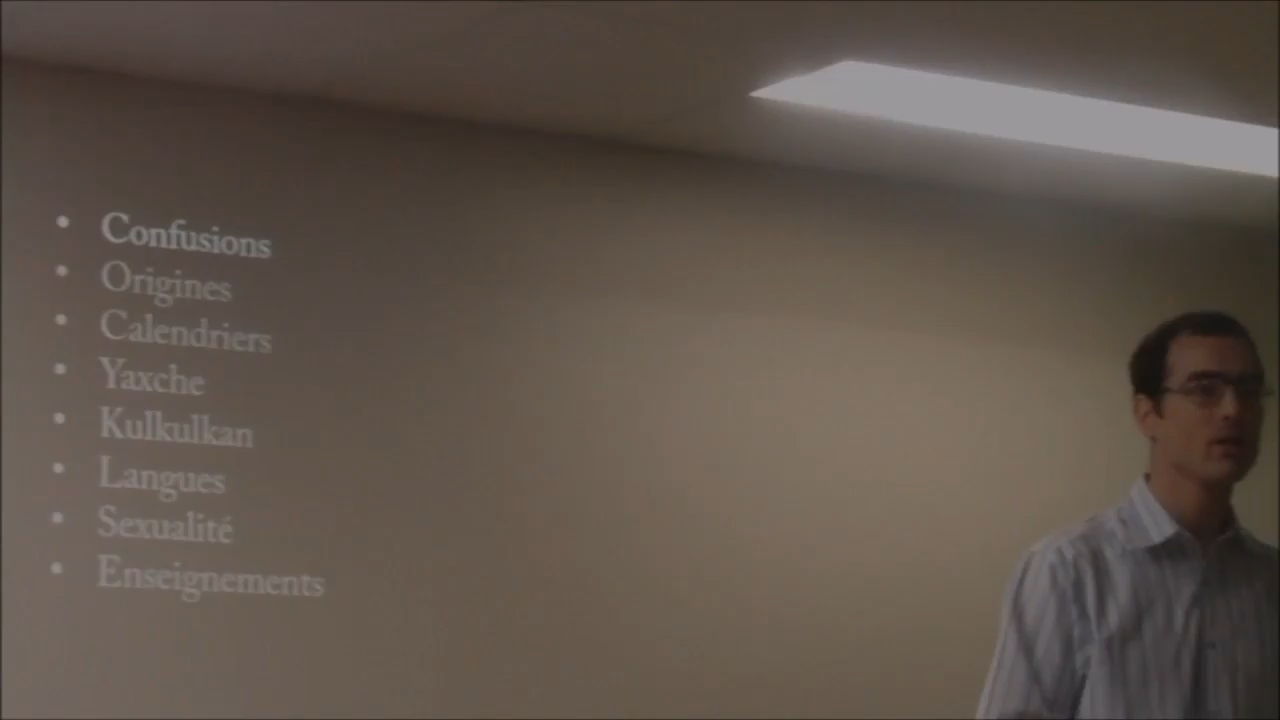 • Confusions
• Origines
• Calendriers
• Yaxche
• Kulkulkan
• Langues
• Sexualité
• Enseignements